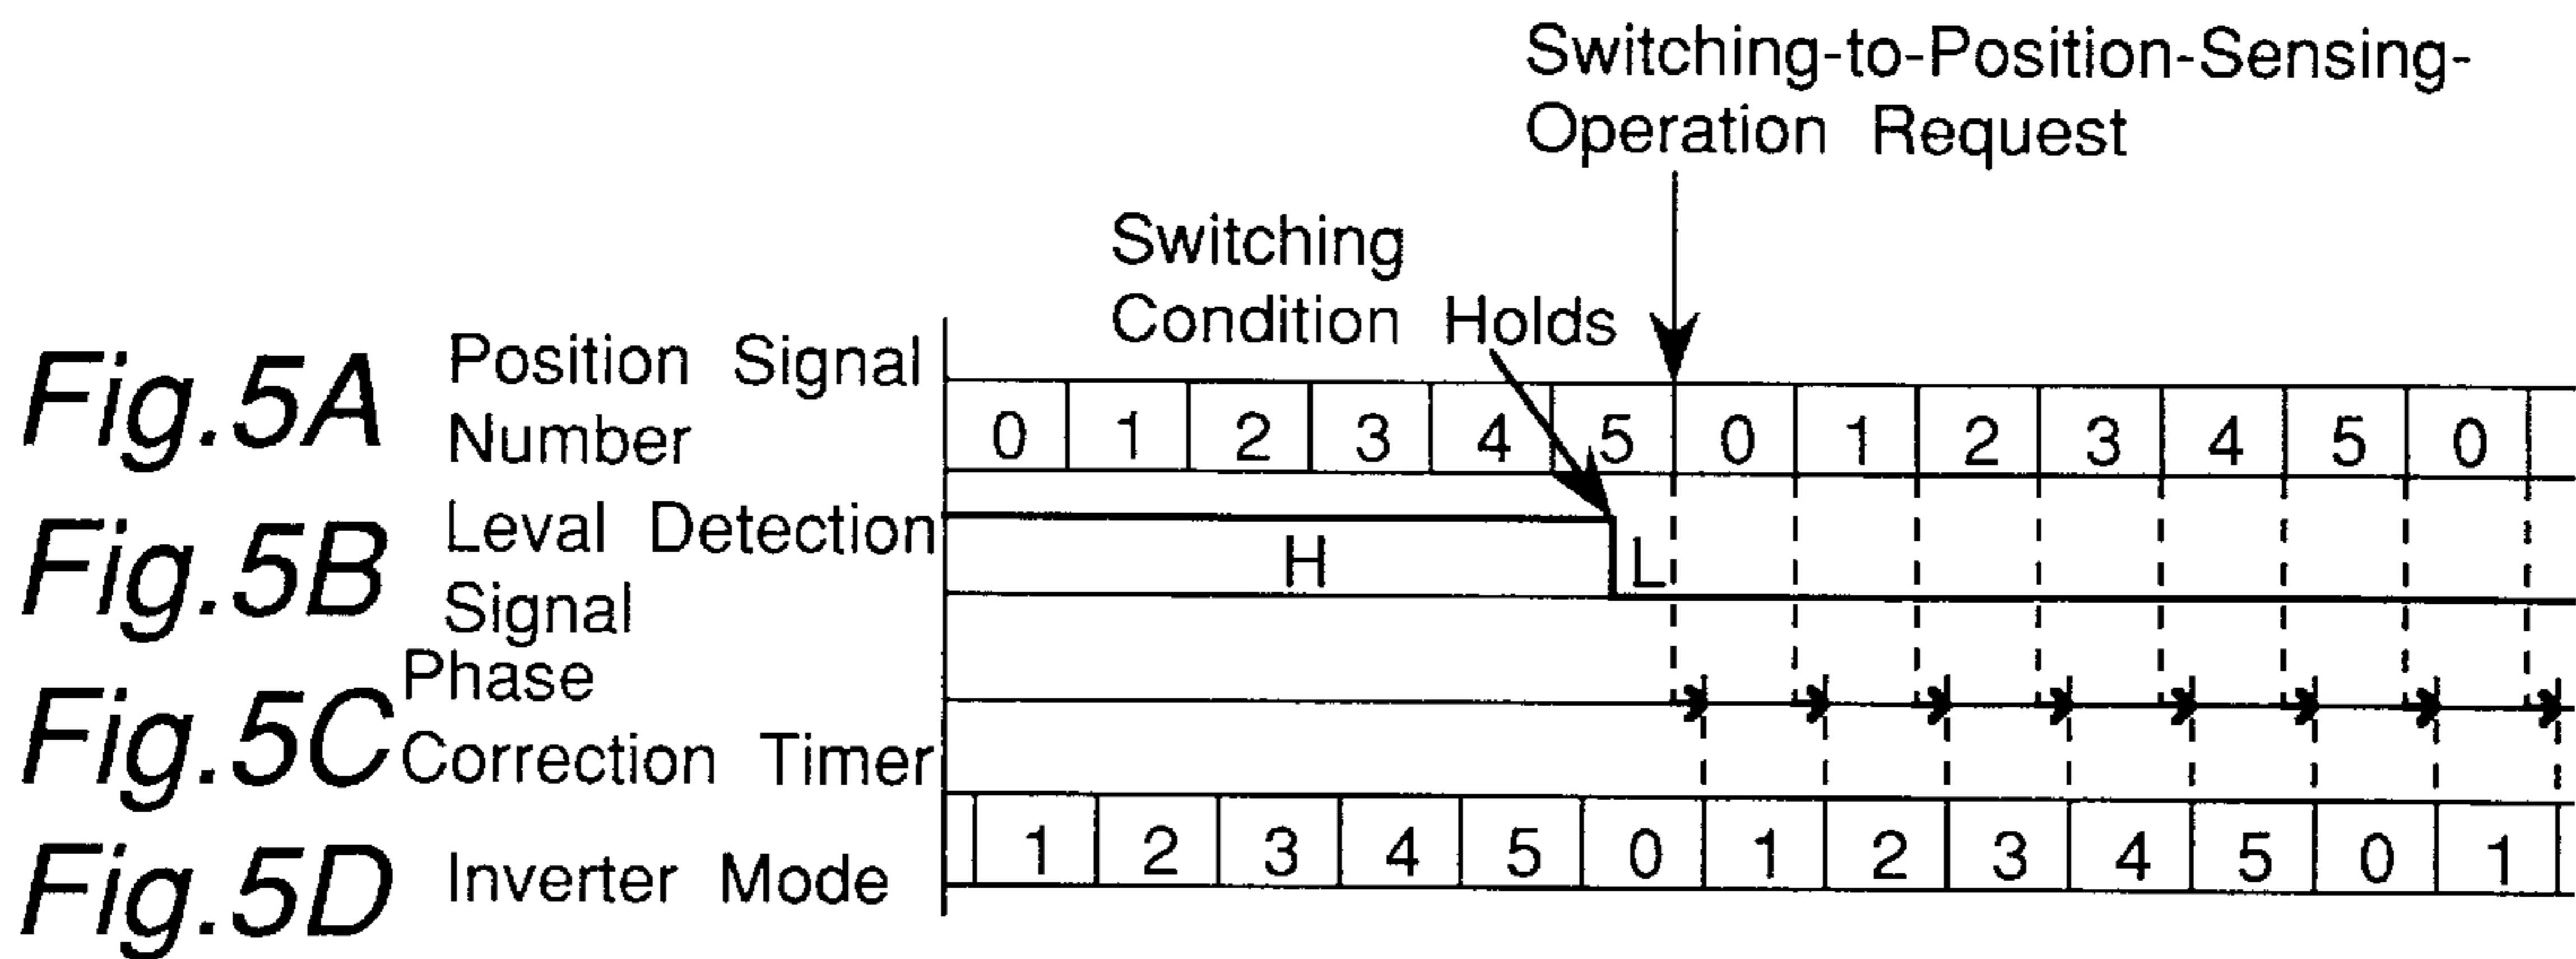 Switching-to-Position-Sensing-
Operation Request
Switching
Condition Holds
Fig.5A Position Signal
Number
0 1 2 3 4 5 0 1 2 3 4 5 0
Fig.5B Leval Detection
Signal
H L
Fig.5C Phase
Correction Timer
Fig.5D Inverter Mode
1 2 3 4 5 0 1 2 3 4 5 0 1